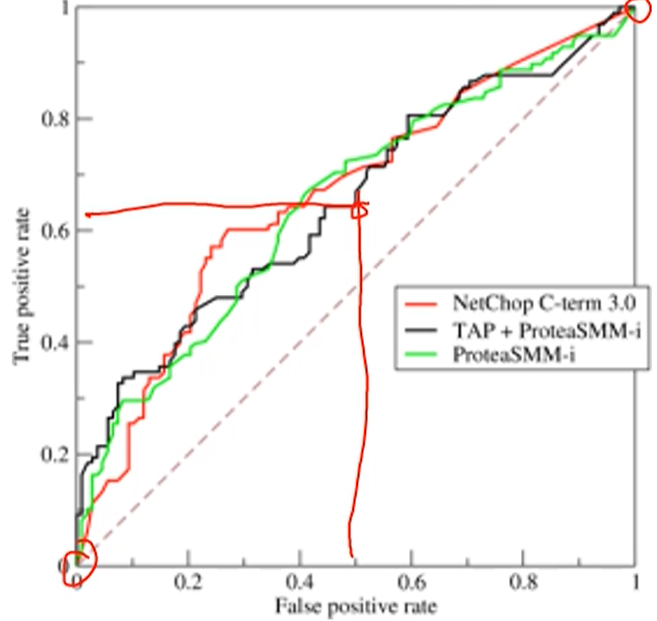 1
0.8
0.6
0.4
0.2
0
0
0.2
0.4
0.6
0.8
1
True positive rate
False positive rate
NetChop C-term 3.0
TAP + ProteaSMM-i
ProteaSMM-i